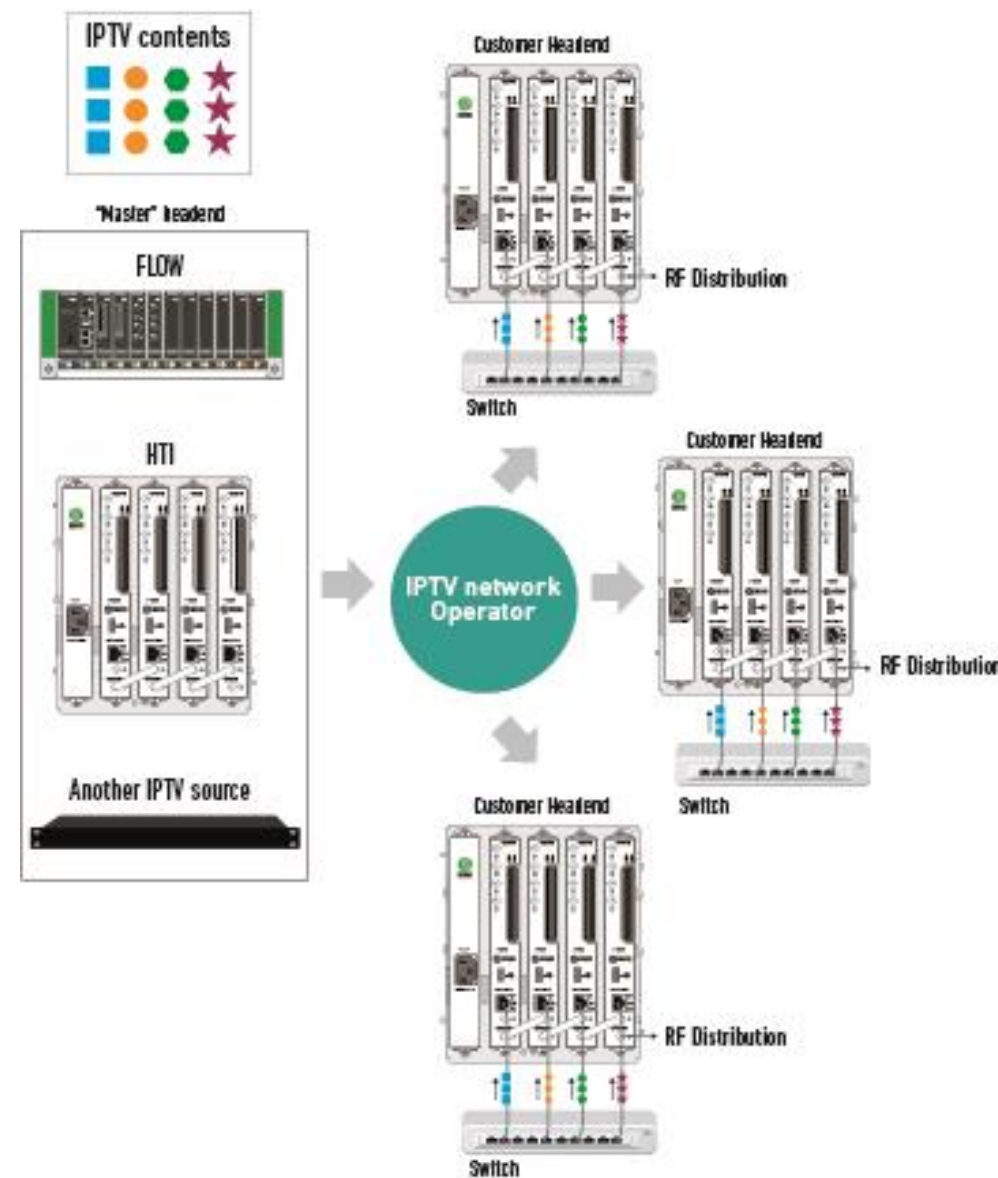 IPTV contents
"Master" headend
FLOW
HTI
Another IPTV source
IPTV network
Operator
Customer Headend
RF Distribution
Switch
Customer Headend
RF Distribution
Switch
Customer Headend
RF Distribution
Switch